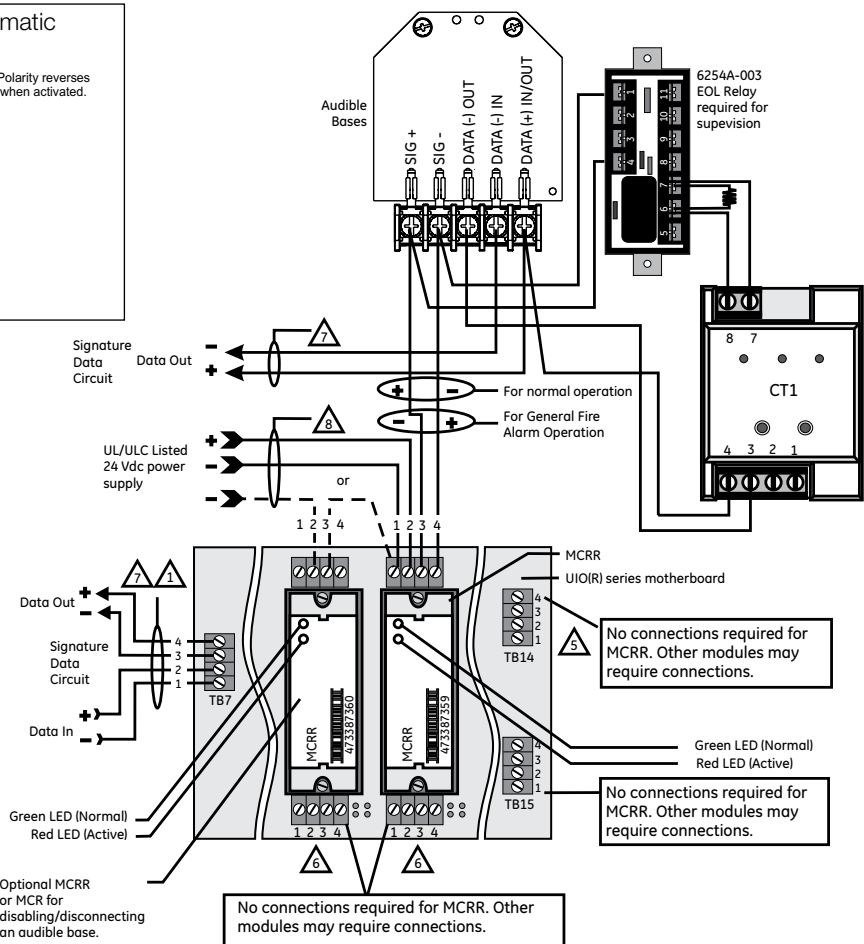 matic
Polarity reverses
when activated.
Audible
Bases
SIG +
SIG -
DATA (-) OUT
DATA (-) IN
DATA (+) IN/OUT
6254A-003
EOL Relay
required for
supevision
1
2
3
4
11
10
9
8
7
6
5
8 7
CT1
4 3 2 1
Signature
Data
Circuit
Data Out
-
+
7
+ -
For normal operation
- +
For General Fire
Alarm Operation
8
UL/ULC Listed
24 Vdc power
supply
+
-
-
or
1 2 3 4
1 2 3 4
MCRR
UIO(R) series motherboard
7 1
Data Out
+
-
Signature
Data
Circuit
4
3
2
1
TB7
+
-
Data In
MCRR
473387360
MCRR
473387359
4
3
2
1
TB14
5
No connections required for
MCRR. Other modules may
require connections.
4
3
2
1
TB15
Green LED (Normal)
Red LED (Active)
No connections required for
MCRR. Other modules may
require connections.
Green LED (Normal)
Red LED (Active)
1 2 3 4
1 2 3 4
6
6
Optional MCRR
or MCR for
disabling/disconnecting
an audible base.
No connections required for MCRR. Other
modules may require connections.